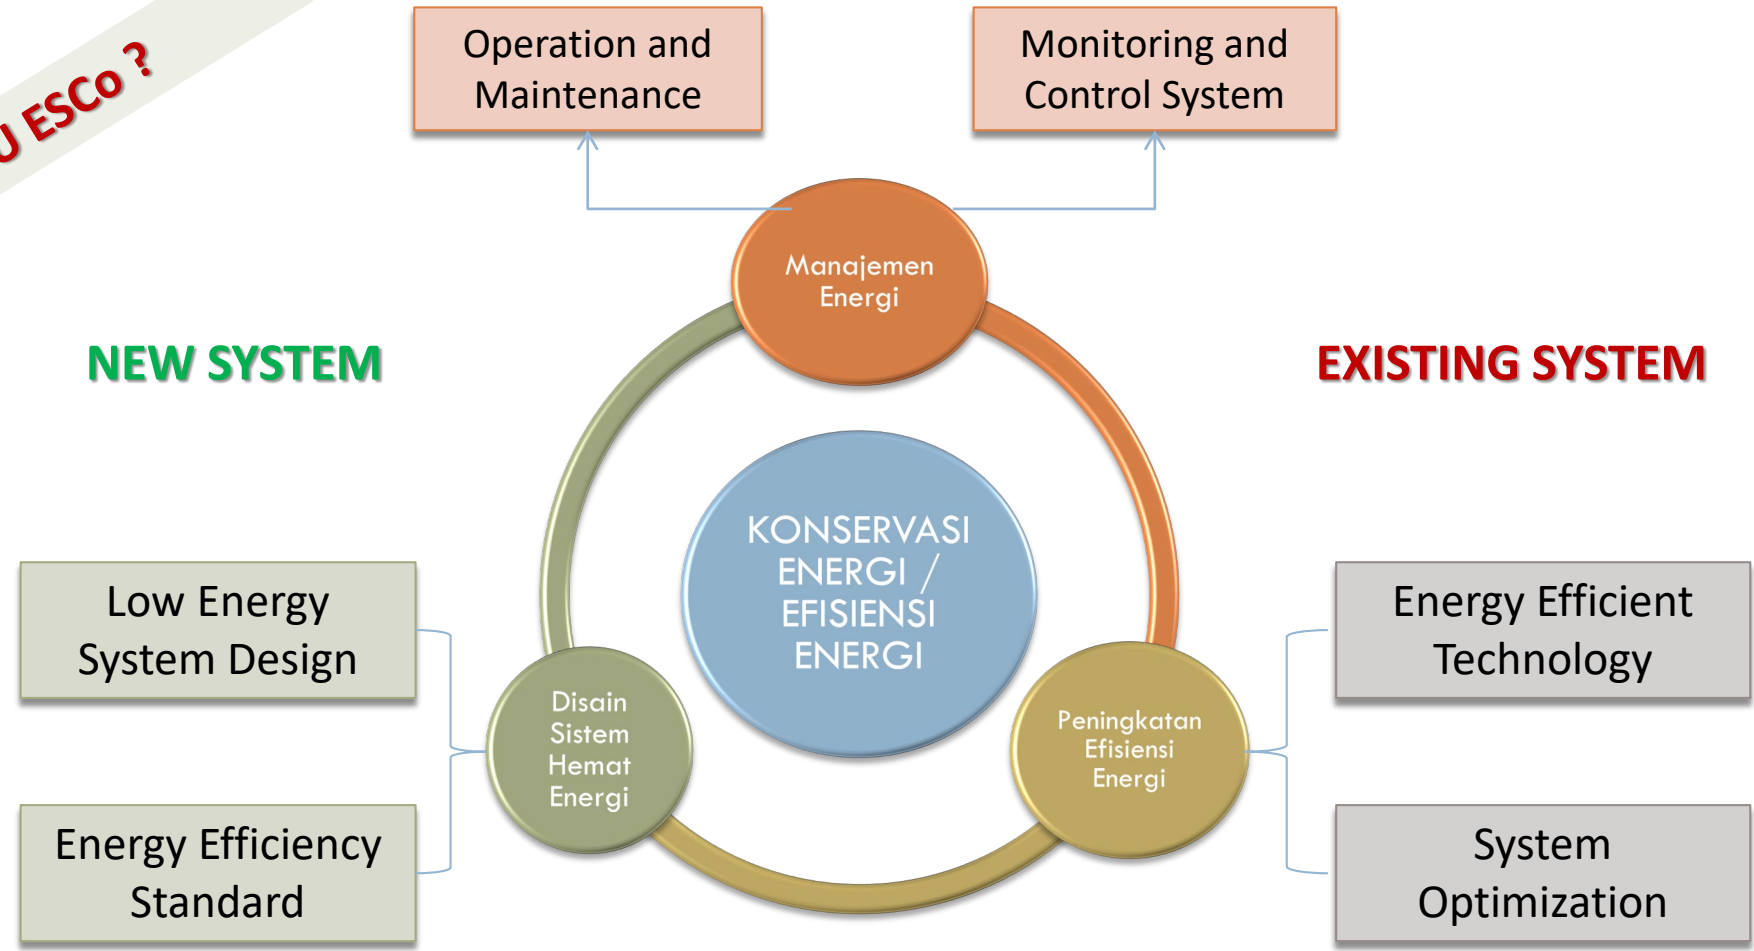 ESCo ?
Operation and
Maintenance
Monitoring and
Control System
Manajemen
Energi
NEW SYSTEM
EXISTING SYSTEM
KONSERVASI
ENERGI /
EFISIENSI
ENERGI
Low Energy
System Design
Energy Efficient
Technology
Disain
Sistem
Hemat
Energi
Peningkatan
Efisiensi
Energi
Energy Efficiency
Standard
System
Optimization